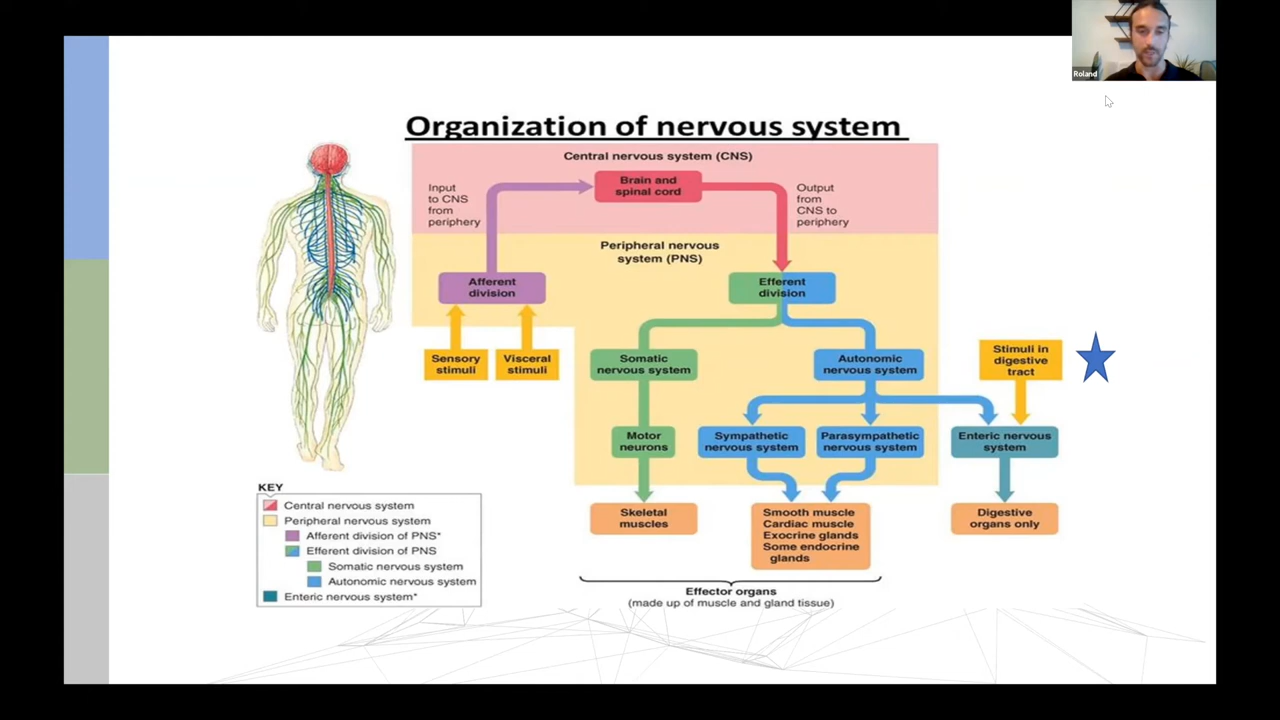 Roland
Organization of nervous system
Central nervous system (CNS)
Input
to CNS
from
periphery
Brain and
spinal cord
Output
from
CNS to
periphery
Peripheral nervous
system (PNS)
Afferent
division
Efferent
division
Sensory
stimuli
Visceral
stimuli
Somatic
nervous system
Autonomic
nervous system
Stimuli in
digestive
tract
Motor
neurons
Sympathetic
nervous system
Parasympathetic
nervous system
Enteric nervous
system
Skeletal
muscles
Smooth muscle
Cardiac muscle
Exocrine glands
Some endocrine
glands
Digestive
organs only
Effector organs
(made up of muscle and gland tissue)
KEY
Central nervous system
Peripheral nervous system
Afferent division of PNS*
Efferent division of PNS
Somatic nervous system
Autonomic nervous system
Enteric nervous system*